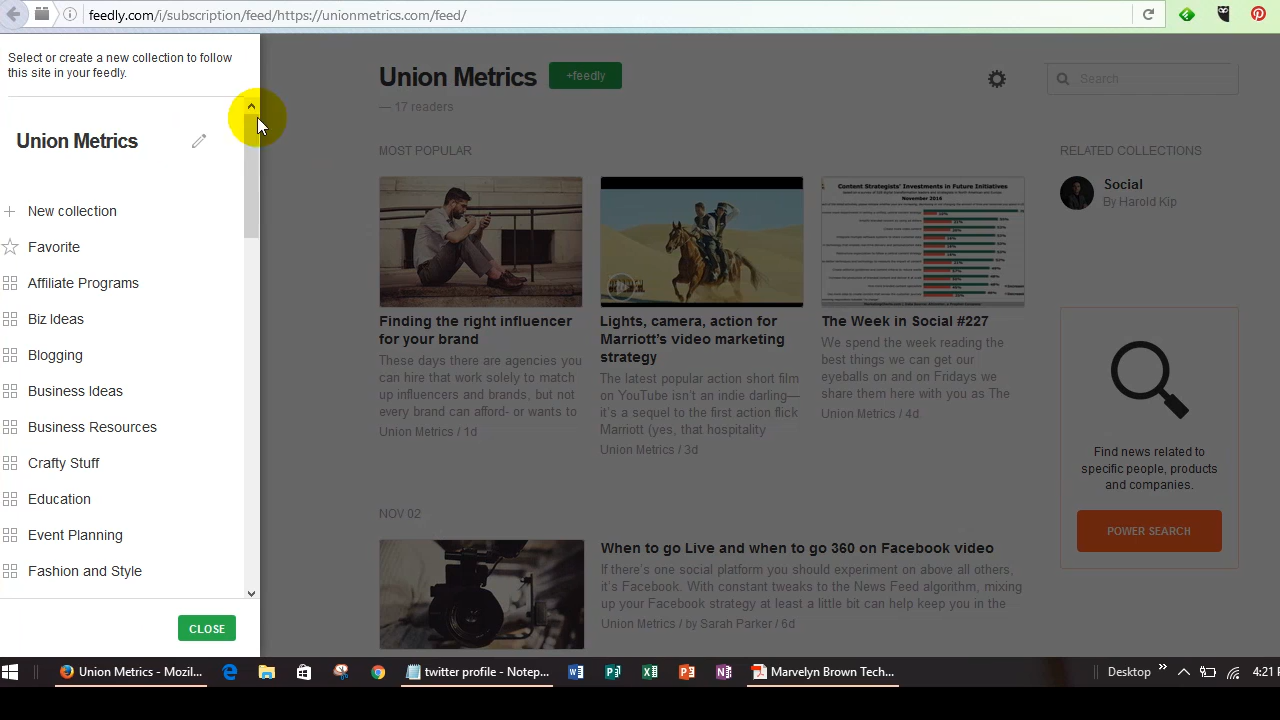 feedly.com/i/subscription/feed/https://unionmetrics.com/feed/
Select or create a new collection to follow
this site in your feedly.
Union Metrics
New collection
Favorite
Affiliate Programs
Biz Ideas
Blogging
Business Ideas
Business Resources
Crafty Stuff
Education
Event Planning
Fashion and Style
CLOSE
Union Metrics
+feedly
— 17 readers
Search
MOST POPULAR
Finding the right influencer
for your brand
These days there are agencies you
can hire that work solely to match
up influencers and brands, but not
every brand can afford- or wants to
Union Metrics / 1d
Lights, camera, action for
Marriott's video marketing
strategy
The latest popular action short film
on YouTube isn't an indie darling—
it's a sequel to the first action flick
Marriott (yes, that hospitality
Union Metrics / 3d
Content Strategists' Investments in Future Initiatives
November 2016
The Week in Social #227
We spend the week reading the
best things we can get our
eyeballs on and on Fridays we
share them here with you as The
Union Metrics / 4d
RELATED COLLECTIONS
Social
By Harold Kip
Find news related to
specific people, products
and companies.
POWER SEARCH
NOV 02
When to go Live and when to go 360 on Facebook video
If there's one social platform you should experiment on above all others,
it's Facebook. With constant tweaks to the News Feed algorithm, mixing
up your Facebook strategy at least a little bit can help keep you in the
Union Metrics / by Sarah Parker / 6d
Union Metrics - Mozil...
twitter profile - Notep...
Marvelyn Brown Tech...
Desktop
4:21